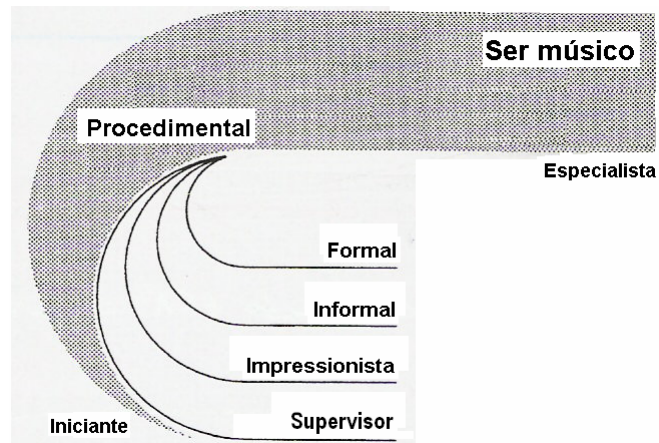 Ser músico
Procedimental
Especialista
Formal
Informal
Impressionista
Supervisor
Iniciante